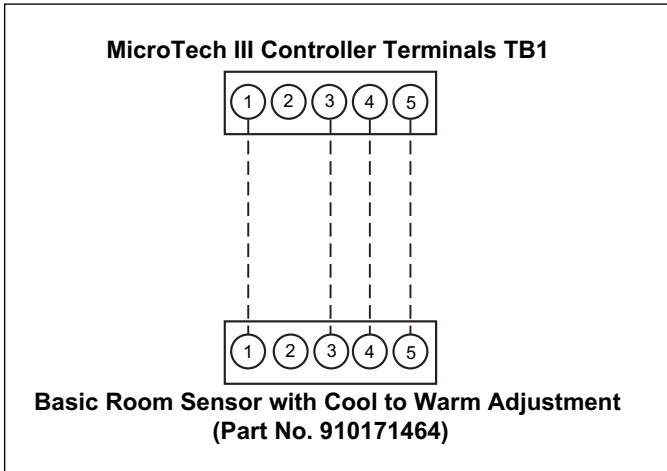 MicroTech III Controller Terminals TB1
1 2 3 4 5
1 2 3 4 5
Basic Room Sensor with Cool to Warm Adjustment
(Part No. 910171464)